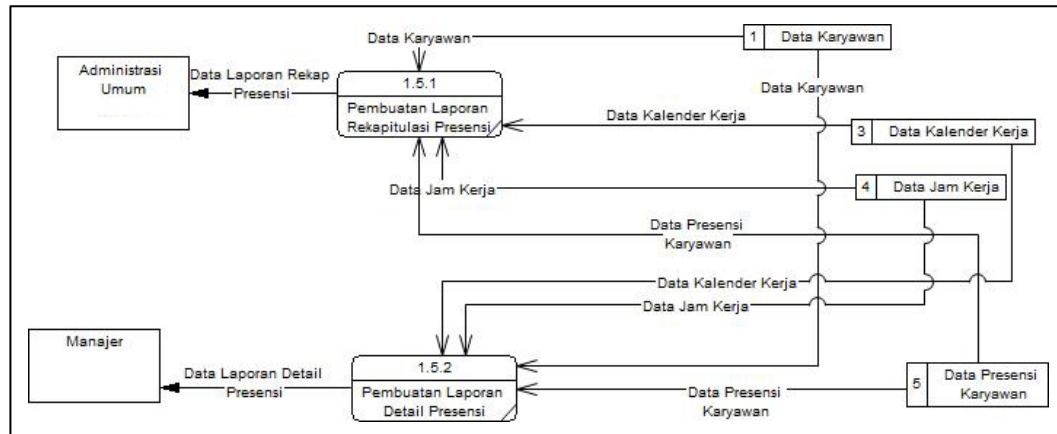 Data Karyawan
1 Data Karyawan
Administrasi
Umum
Data Laporan Rekap
Presensi
1.5.1
Pembuatan Laporan
Rekapitulasi Presensi
Data Karyawan
Data Kalender Kerja
3 Data Kalender Kerja
Data Jam Kerja
4 Data Jam Kerja
Data Presensi
Karyawan
Data Kalender Kerja
Data Jam Kerja
Manajer
Data Laporan Detail
Presensi
1.5.2
Pembuatan Laporan
Detail Presensi
Data Presensi
Karyawan
5 Data Presensi
Karyawan